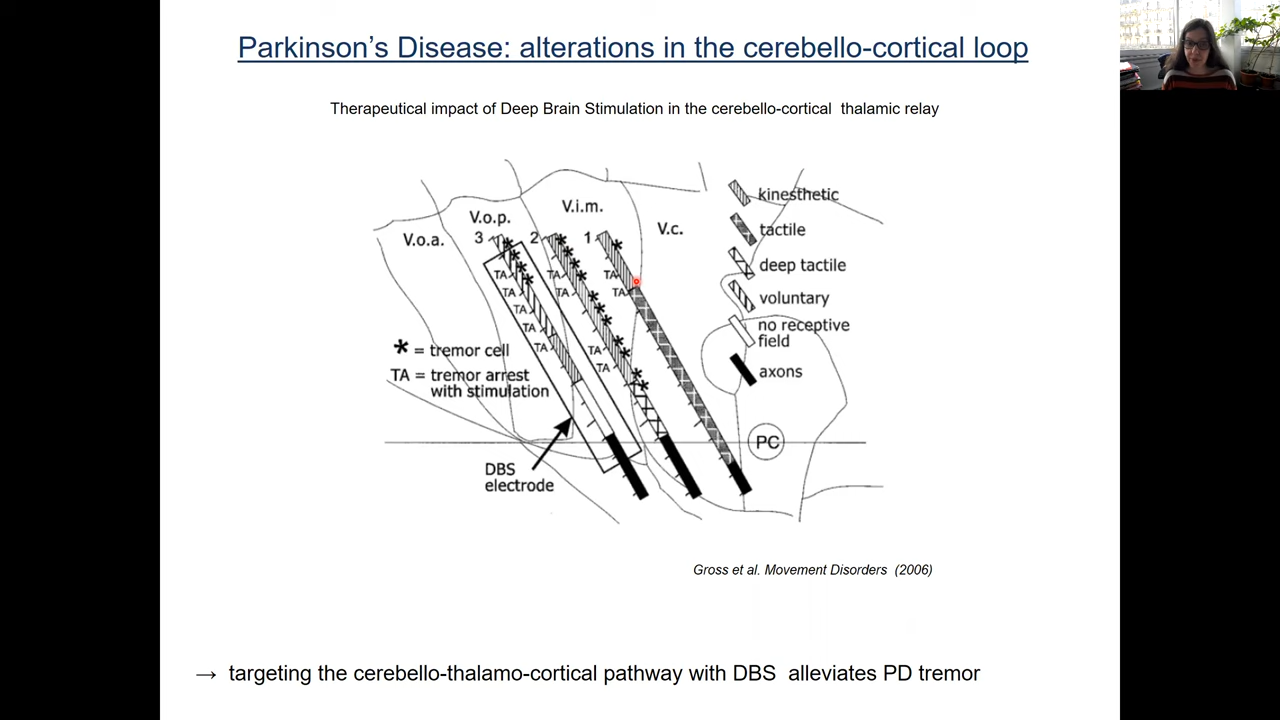 Parkinson's Disease: alterations in the cerebello-cortical loop
Therapeutical impact of Deep Brain Stimulation in the cerebello-cortical  thalamic relay
V.o.a.
V.o.p.
V.i.m.
V.c.
3
2
1
TA
TA
TA
TA
TA
TA
TA
TA
TA
TA
TA
kinesthetic
tactile
deep tactile
voluntary
no receptive
field
axons
* = tremor cell
TA = tremor arrest
with stimulation
PC
DBS
electrode
Gross et al. Movement Disorders  (2006)
→ targeting the cerebello-thalamo-cortical pathway with DBS  alleviates PD tremor